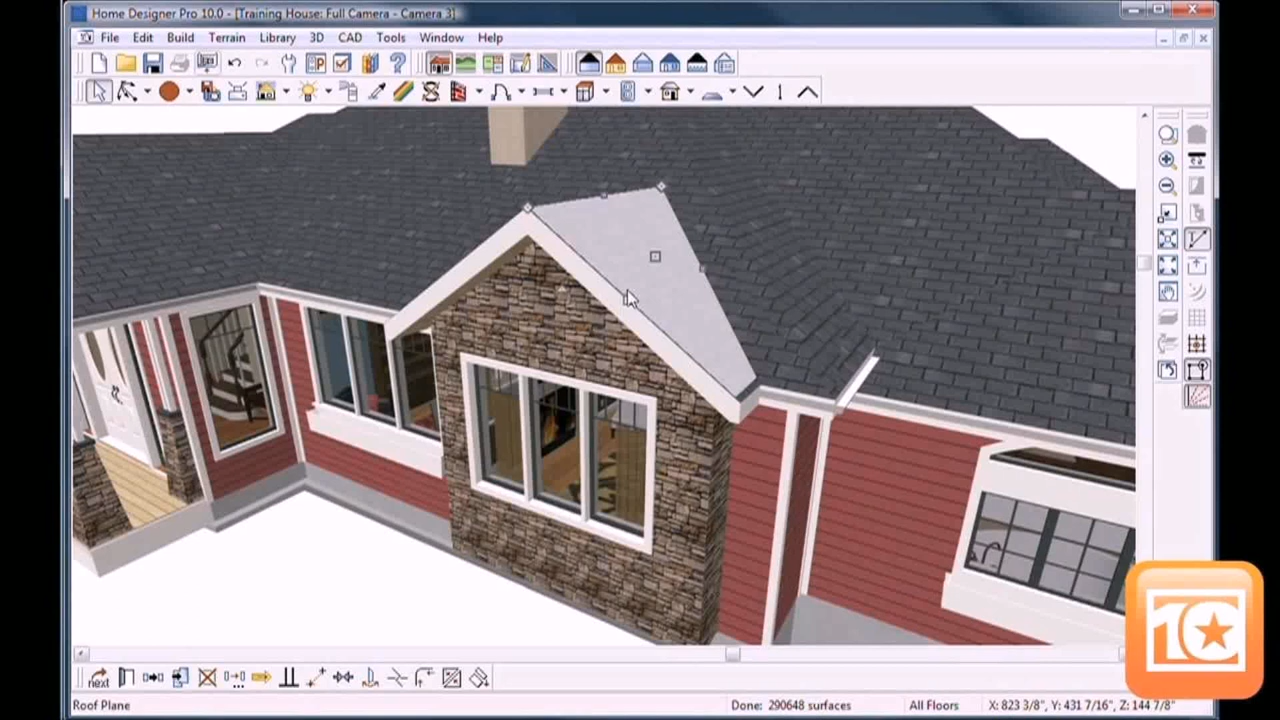 Home Designer Pro 10.0 - [Training House: Full Camera - Camera 3]
File Edit Build Terrain Library 3D CAD Tools Window Help
next
10
Roof Plane Done: 290648 surfaces All Floors X: 823 3/8", Y: 431 7/16", Z: 144 7/8"